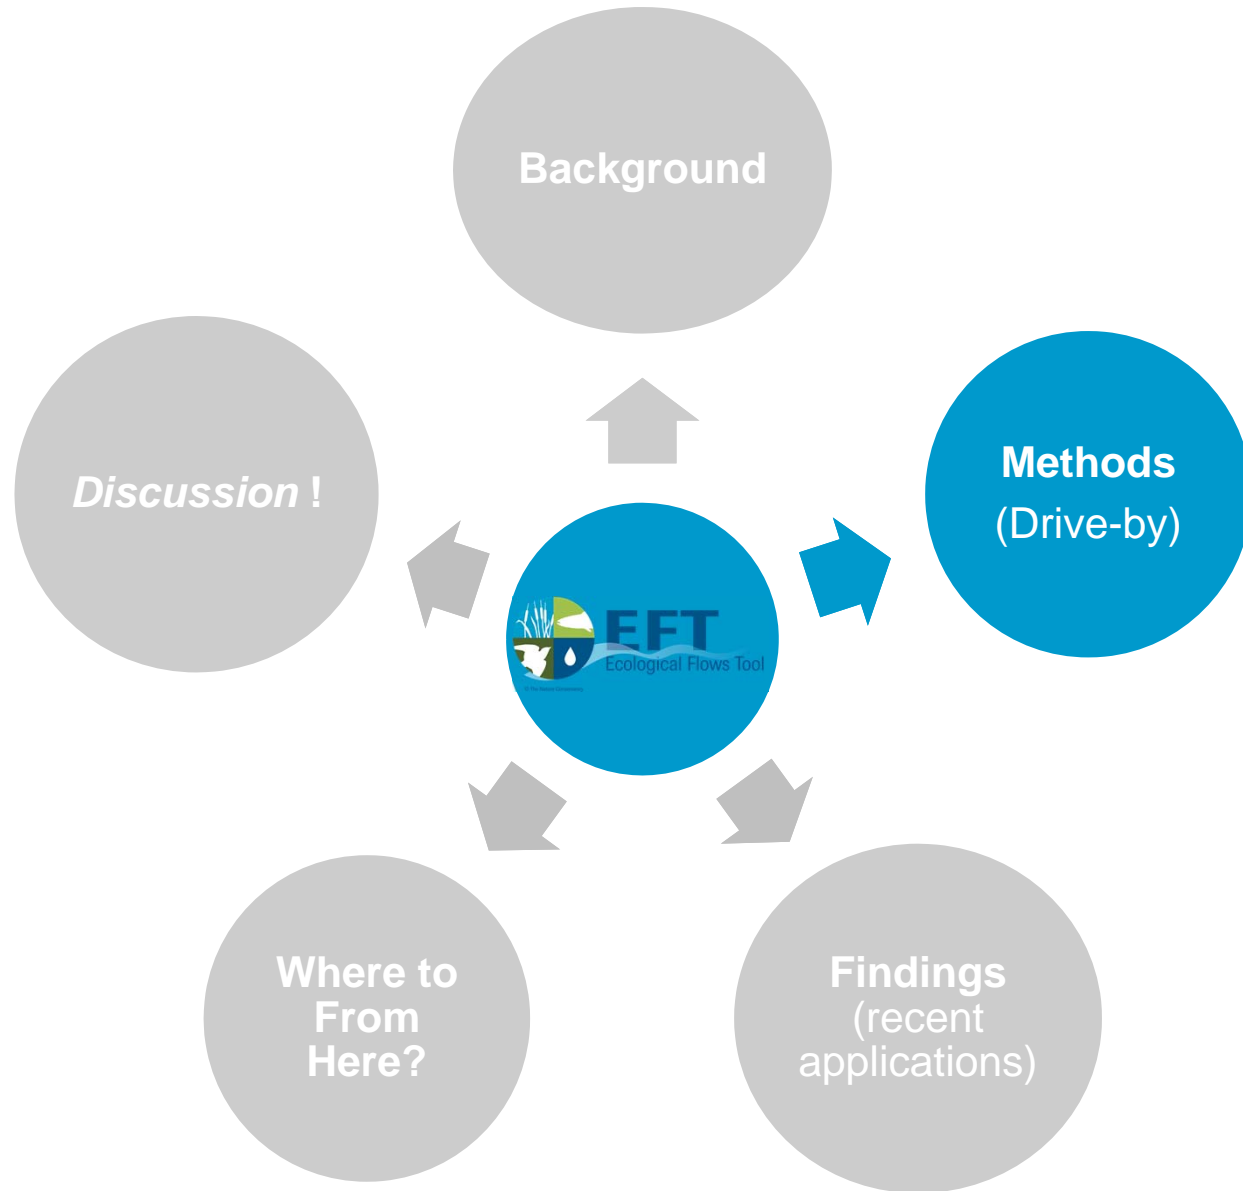 Background
Methods
(Drive-by)
Discussion !
EFT
Ecological Flows Tool
Where to
From
Here?
Findings
(recent
applications)